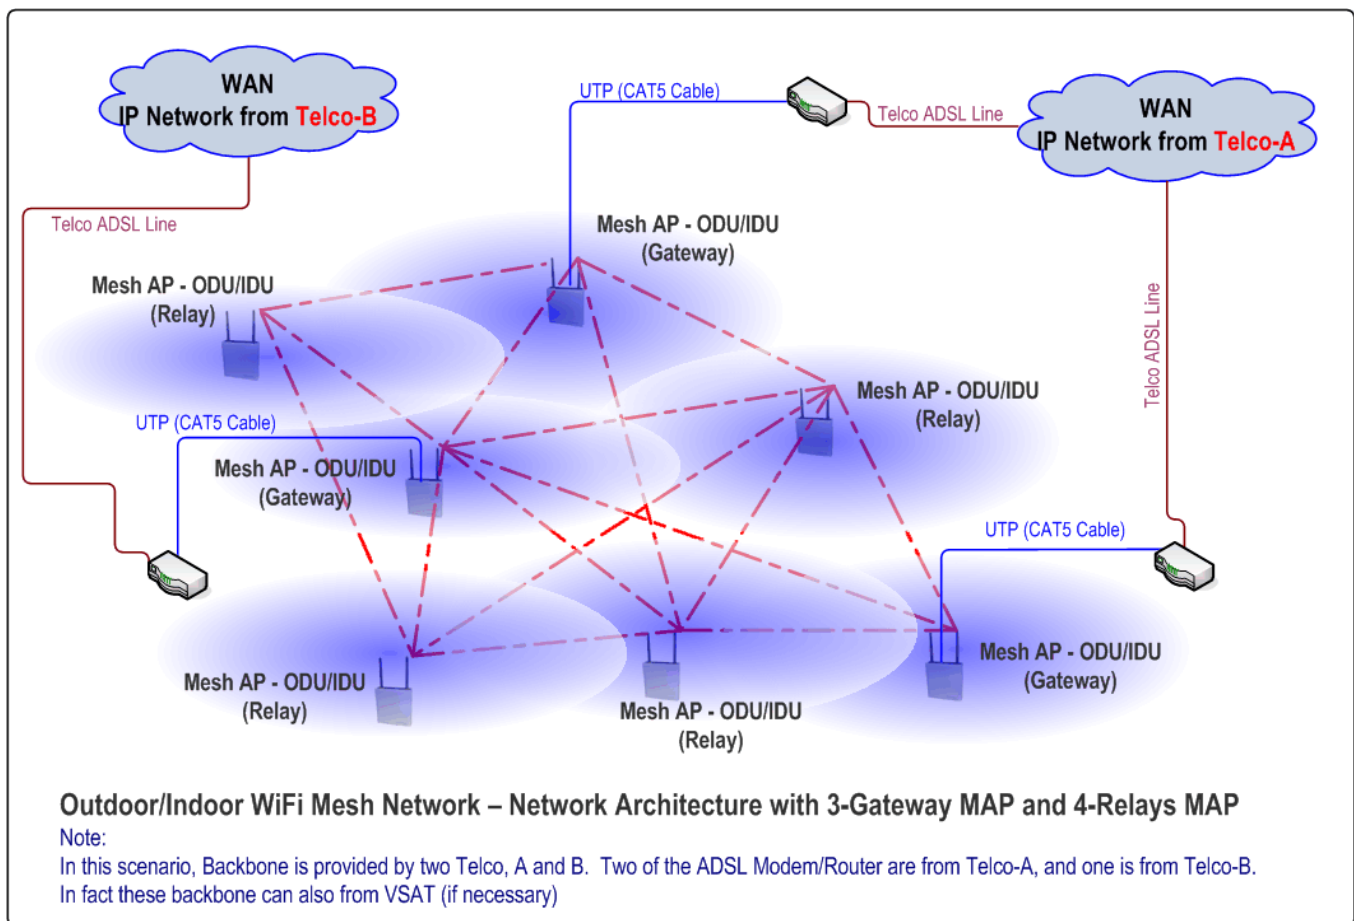 WAN
IP Network from Telco-B
UTP (CAT5 Cable)
Telco ADSL Line
WAN
IP Network from Telco-A
Telco ADSL Line
Mesh AP - ODU/IDU
(Gateway)
Mesh AP - ODU/IDU
(Relay)
Telco ADSL Line
Mesh AP - ODU/IDU
(Relay)
UTP (CAT5 Cable)
Mesh AP - ODU/IDU
(Gateway)
UTP (CAT5 Cable)
Mesh AP - ODU/IDU
(Relay)
Mesh AP - ODU/IDU
(Relay)
Mesh AP - ODU/IDU
(Gateway)
Outdoor/Indoor WiFi Mesh Network – Network Architecture with 3-Gateway MAP and 4-Relays MAP
Note:
In this scenario, Backbone is provided by two Telco, A and B.  Two of the ADSL Modem/Router are from Telco-A, and one is from Telco-B.
In fact these backbone can also from VSAT (if necessary)